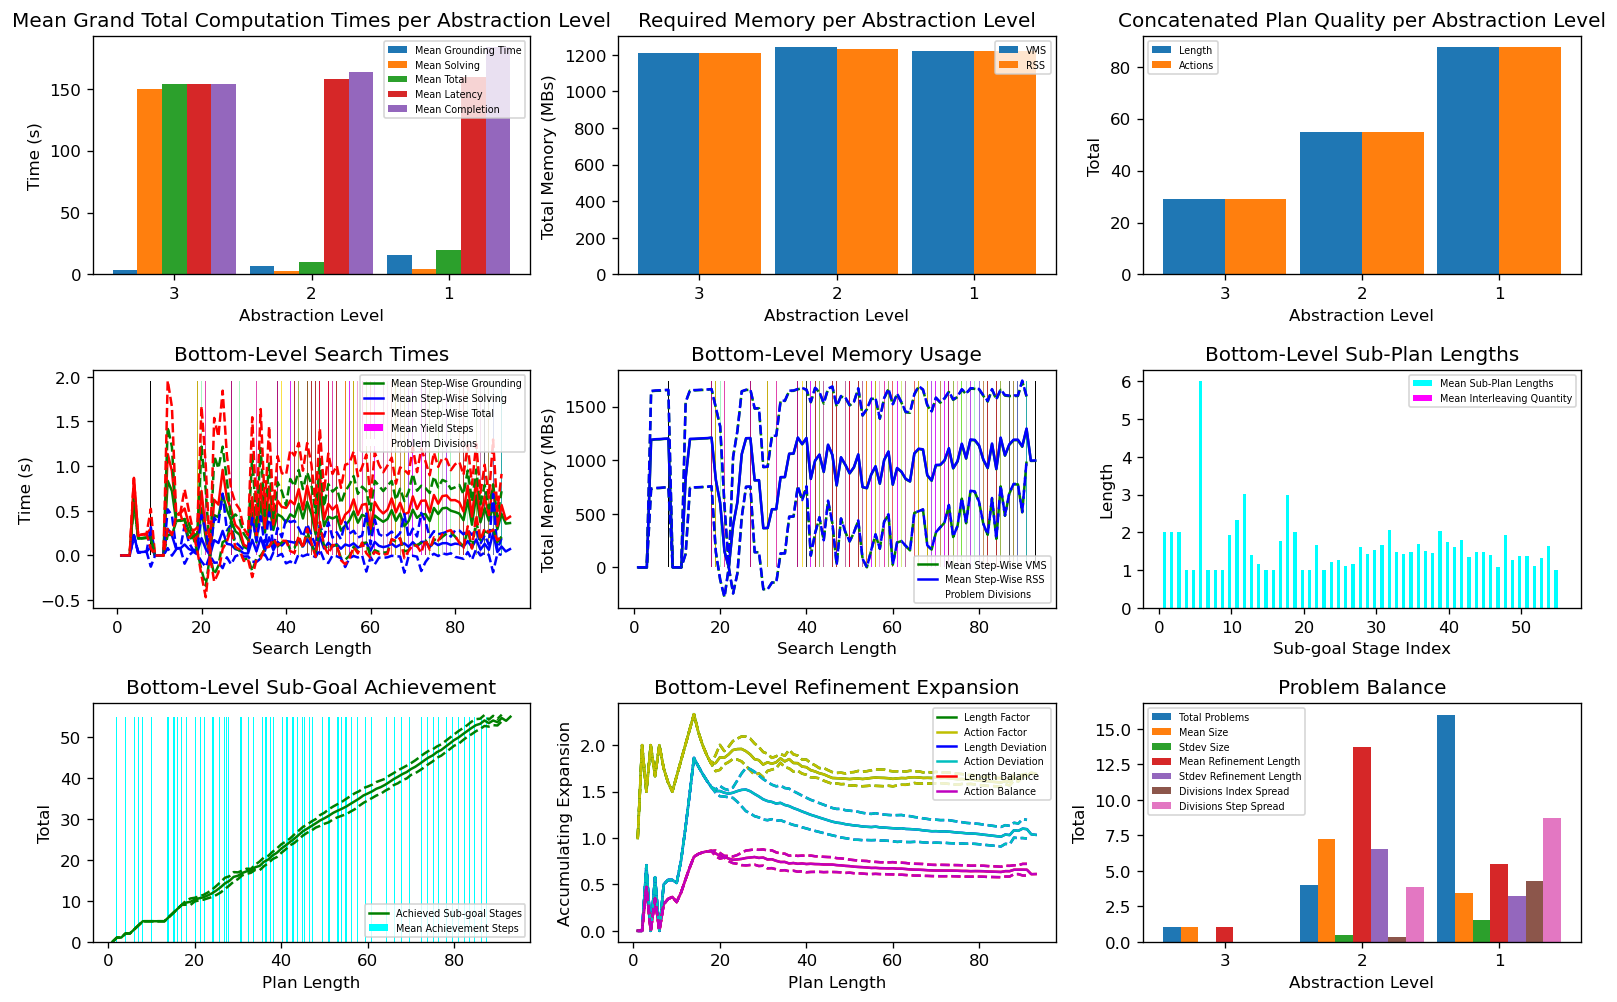 Mean Grand Total Computation Times per Abstraction Level
Time (s)
150
100
50
0
Mean Grounding Time
Mean Solving
Mean Total
Mean Latency
Mean Completion
3 2 1
Abstraction Level
Required Memory per Abstraction Level
Total Memory (MBs)
1200
1000
800
600
400
200
0
VMS
RSS
3 2 1
Abstraction Level
Concatenated Plan Quality per Abstraction Level
Total
80
60
40
20
0
Length
Actions
3 2 1
Abstraction Level
Bottom-Level Search Times
Time (s)
2.0
1.5
1.0
0.5
0.0
−0.5
Mean Step-Wise Grounding
Mean Step-Wise Solving
Mean Step-Wise Total
Mean Yield Steps
Problem Divisions
0 20 40 60 80
Search Length
Bottom-Level Memory Usage
Total Memory (MBs)
1500
1000
500
0
Mean Step-Wise VMS
Mean Step-Wise RSS
Problem Divisions
0 20 40 60 80
Search Length
Bottom-Level Sub-Plan Lengths
Length
6
5
4
3
2
1
0
Mean Sub-Plan Lengths
Mean Interleaving Quantity
0 10 20 30 40 50
Sub-goal Stage Index
Bottom-Level Sub-Goal Achievement
Total
50
40
30
20
10
0
Achieved Sub-goal Stages
Mean Achievement Steps
0 20 40 60 80
Plan Length
Bottom-Level Refinement Expansion
Accumulating Expansion
2.0
1.5
1.0
0.5
0.0
Length Factor
Action Factor
Length Deviation
Action Deviation
Length Balance
Action Balance
0 20 40 60 80
Plan Length
Problem Balance
Total
15.0
12.5
10.0
7.5
5.0
2.5
0.0
Total Problems
Mean Size
Stdev Size
Mean Refinement Length
Stdev Refinement Length
Divisions Index Spread
Divisions Step Spread
3 2 1
Abstraction Level